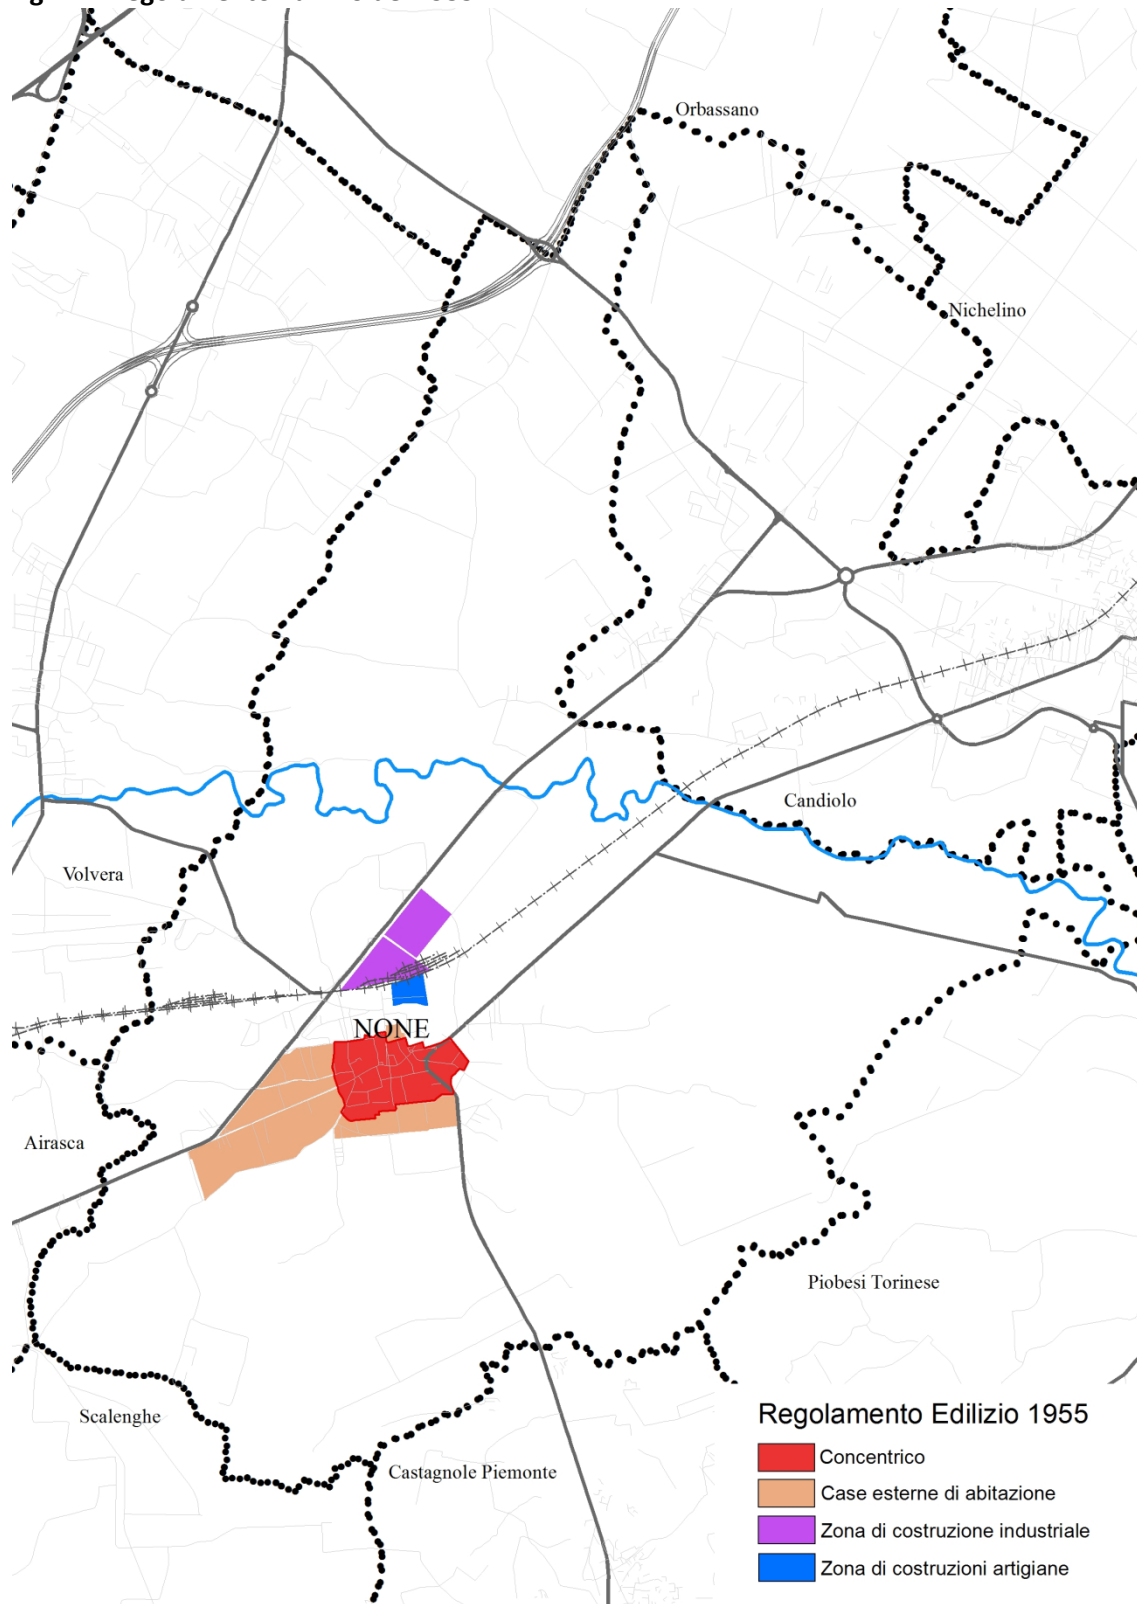 Orbassano
Nichelino
Candiolo
Volvera
NONE
Airasca
Piobesi Torinese
Scalenghe
Castagnole Piemonte
Regolamento Edilizio 1955
Concentrico
Case esterne di abitazione
Zona di costruzione industriale
Zona di costruzioni artigiane